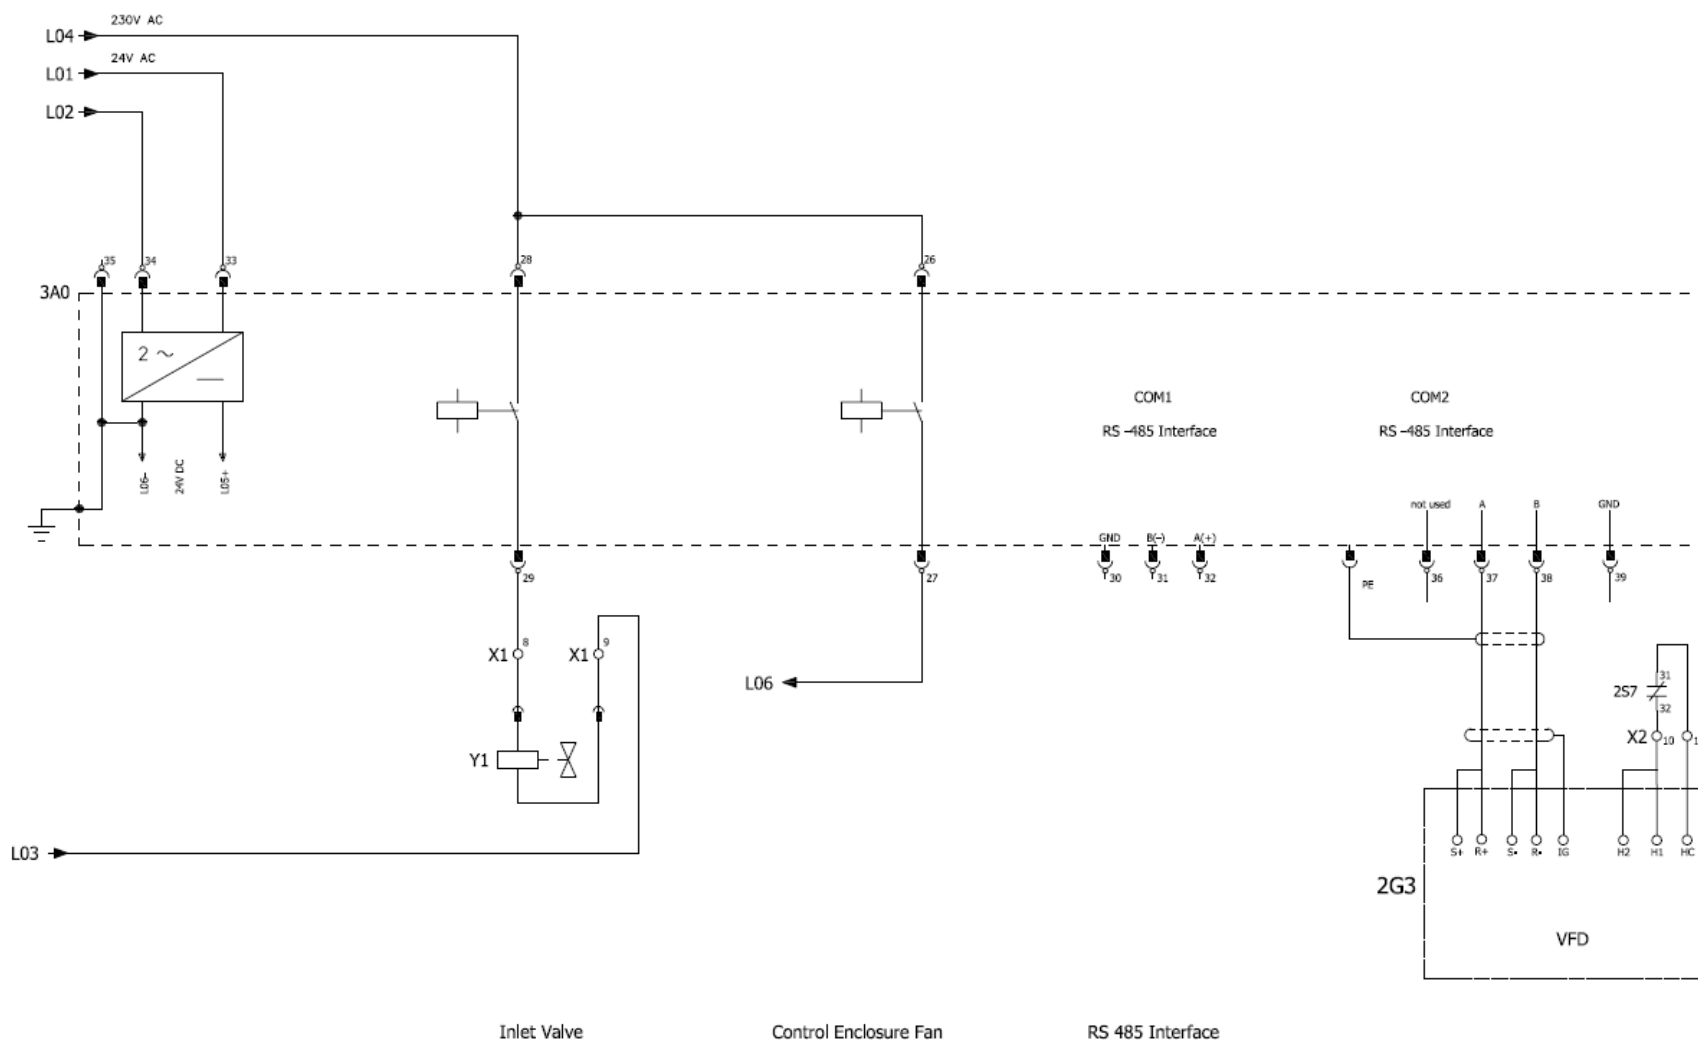 230V AC
L04
24V AC
L01
L02
35
34
33
28
26
3A0
2 ~
COM1
COM2
RS -485 Interface
RS -485 Interface
L06-
24V DC
L05+
not used
A
B
GND
GND
B(-)
A(+)
29
27
30
31
32
PE
36
37
38
39
X1
8
X1
9
L06
31
2S7
32
X2
10
1
Y1
L03
S+
R+
S-
R-
IG
H2
H1
HC
2G3
VFD
Inlet Valve
Control Enclosure Fan
RS 485 Interface